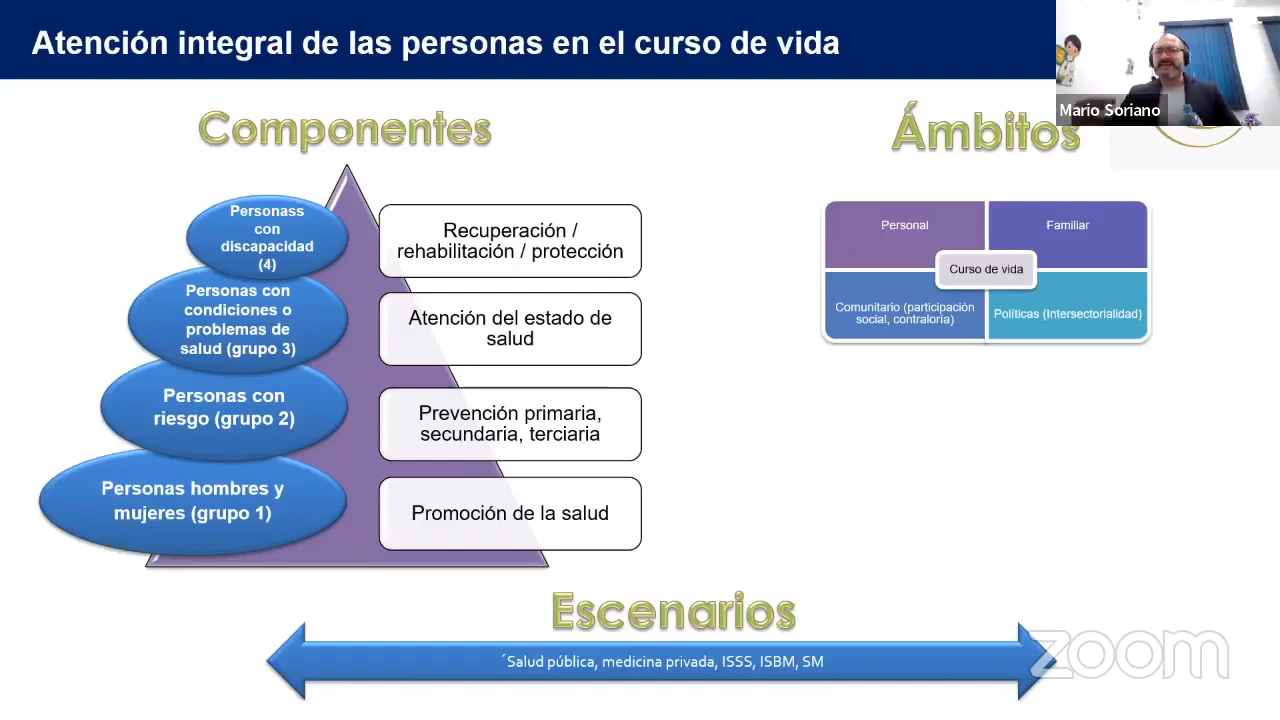 Atención integral de las personas en el curso de vida
Mario Soriano
Componentes
Ámbitos
Personass
con
discapacidad
(4)
Recuperación /
rehabilitación / protección
Personas con
condiciones o
problemas de
salud (grupo 3)
Atención del estado de
salud
Personas con
riesgo (grupo 2)
Prevención primaria,
secundaria, terciaria
Personas hombres y
mujeres (grupo 1)
Promoción de la salud
Personal
Familiar
Curso de vida
Comunitario (participación
social, contraloría)
Políticas (Intersectorialidad)
Escenarios
´Salud pública, medicina privada, ISSS, ISBM, SM
zoom